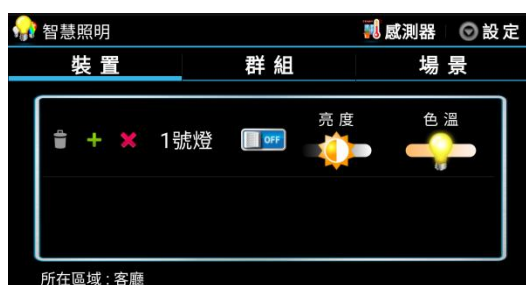 智慧照明 感測器 設定
裝置 群組 場景
亮度 色溫
1號燈 OFF
所在區域 : 客廳